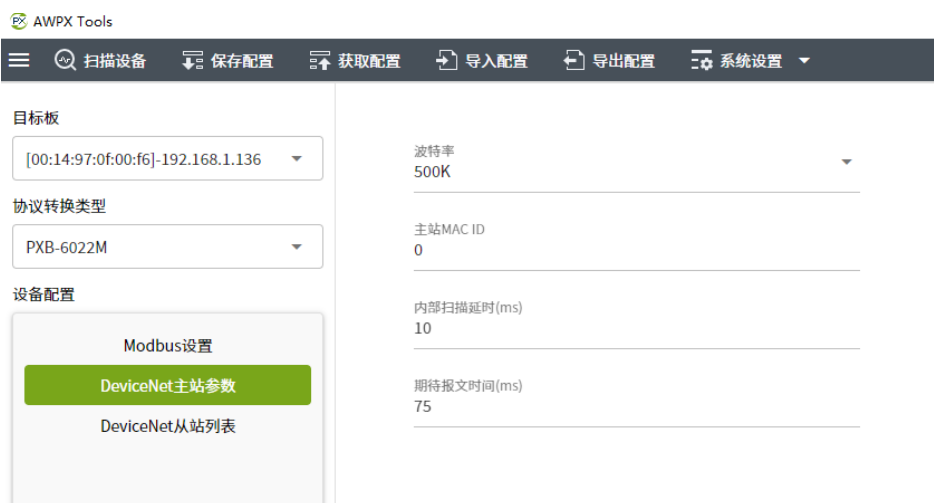 AWPX Tools
扫描设备 保存配置 获取配置 导入配置 导出配置 系统设置
目标板
[00:14:97:0f:00:f6]-192.168.1.136
协议转换类型
PXB-6022M
设备配置
Modbus设置
DeviceNet主站参数
DeviceNet从站列表
波特率
500K
主站MAC ID
0
内部扫描延时(ms)
10
期待报文时间(ms)
75